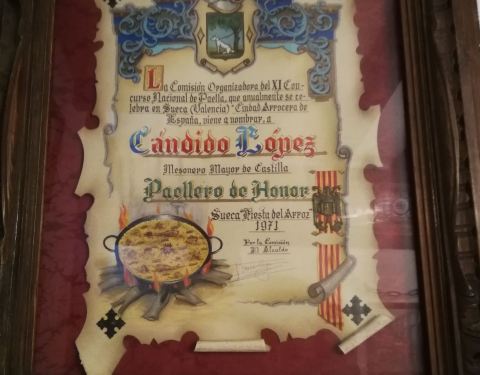 La Comisión Organizadora del XI Con-
curso Nacional de Paella, que anualmente se ce-
lebra en Sueca (Valencia) "Ciudad Arrocera de
España, viene a nombrar, a
Cándido López
Mesonero Mayor de Castilla
Paellero de Honor
Sueca "Fiesta del Arroz"
1971
Por la Comisión
El Alcalde